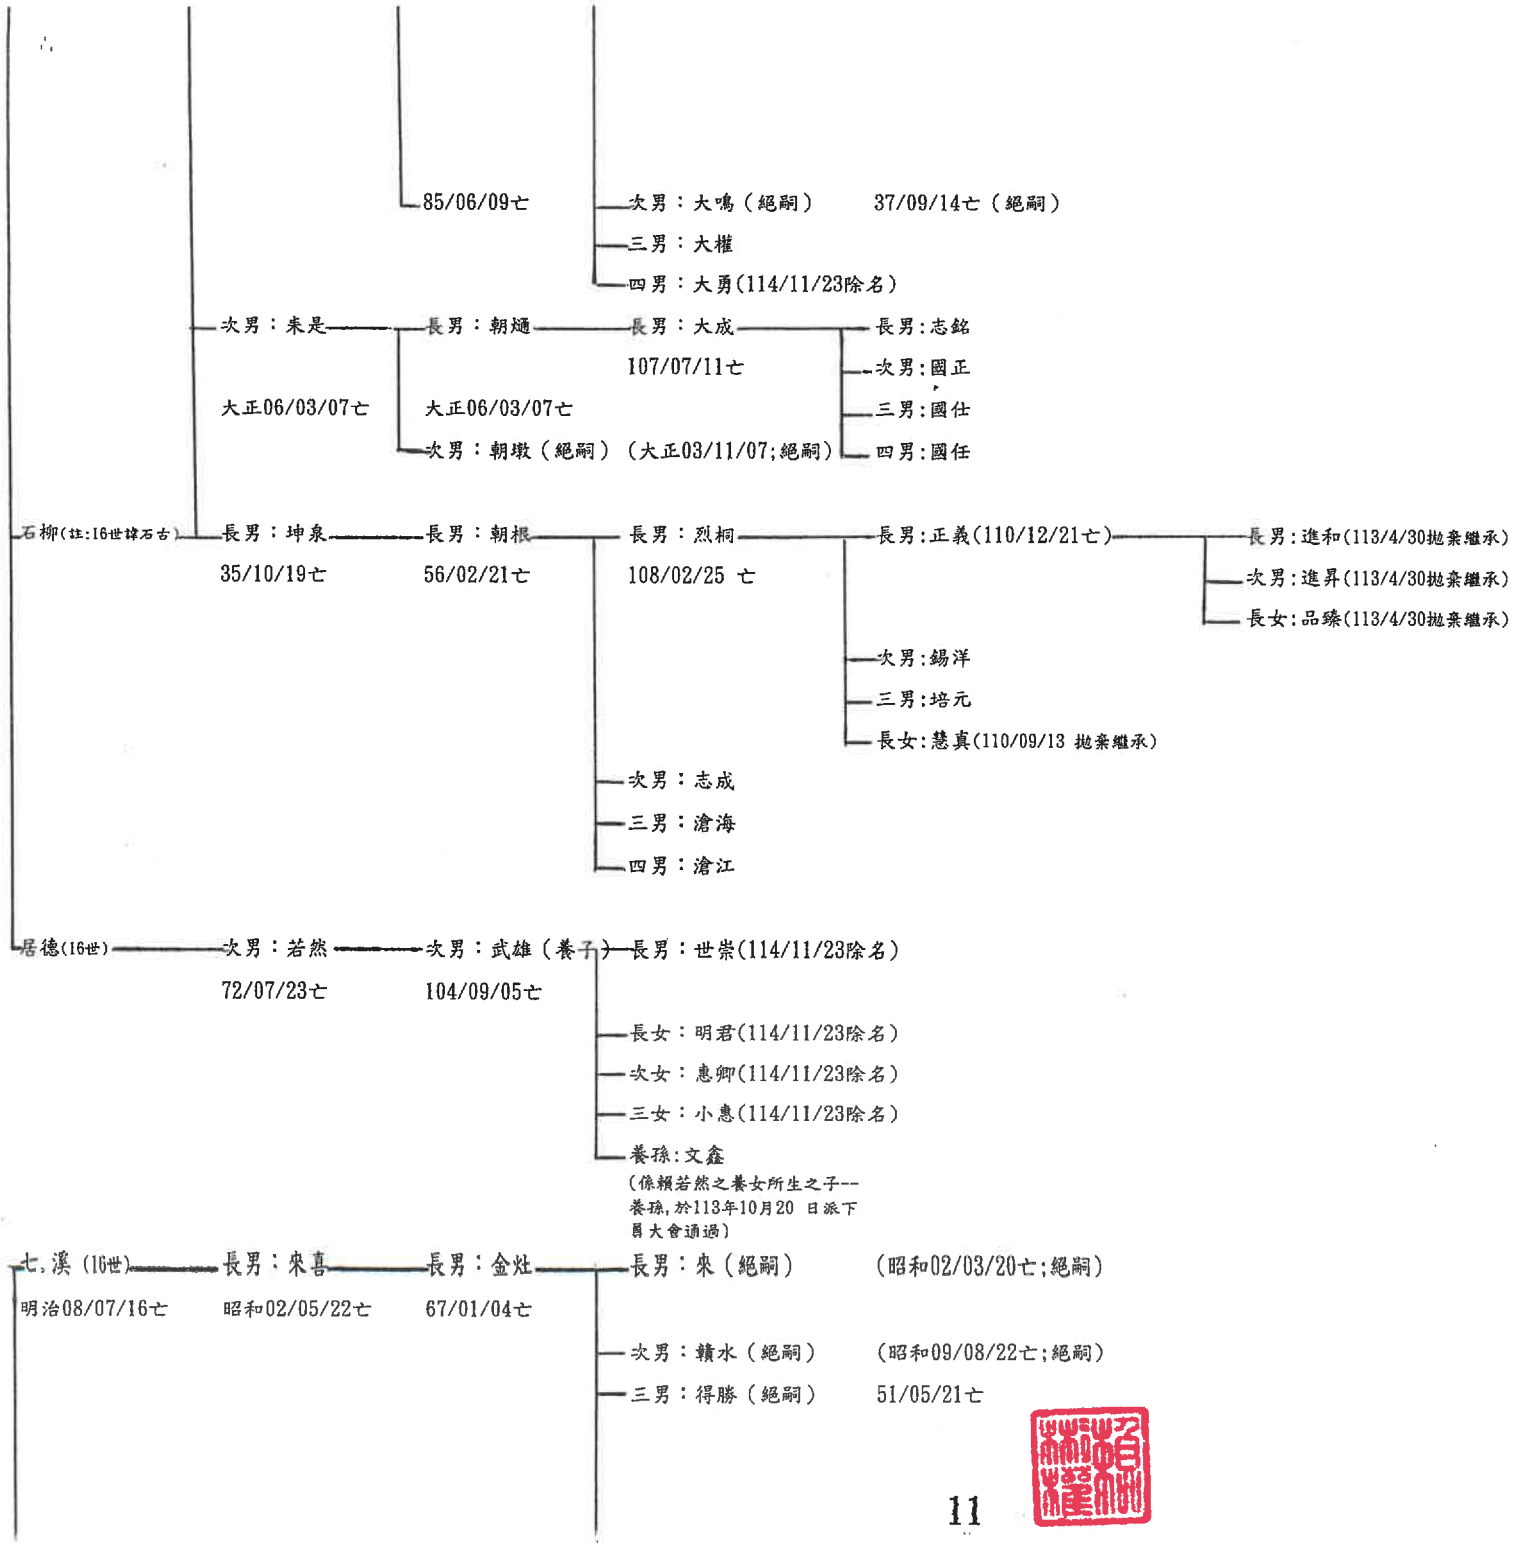 85/06/09亡 次男：大鳴（絕嗣） 37/09/14亡（絕嗣）
三男：大權
四男：大勇(114/11/23除名)
次男：未是 長男：朝熥 長男：大成 長男:志銘
107/07/11亡 次男:國正
大正06/03/07亡 大正06/03/07亡 三男:國仕
次男：朝墩（絕嗣） (大正03/11/07;絕嗣) 四男:國任
石柳(註:16世諱石古) 長男：坤泉 長男：朝根 長男：烈桐 長男:正義(110/12/21亡) 長男:進和(113/4/30拋棄繼承)
35/10/19亡 56/02/21亡 108/02/25 亡 次男:進昇(113/4/30拋棄繼承)
長女:品臻(113/4/30拋棄繼承)
次男:錫洋
三男:培元
長女:慧真(110/09/13 拋棄繼承)
次男：志成
三男：滄海
四男：滄江
居德(16世) 次男：若然 次男：武雄（養子） 長男：世崇(114/11/23除名)
72/07/23亡 104/09/05亡
長女：明君(114/11/23除名)
次女：惠卿(114/11/23除名)
三女：小惠(114/11/23除名)
養孫:文鑫
(係賴若然之養女所生之子--
養孫,於113年10月20 日派下
員大會通過)
七.溪 (16世) 長男：來喜 長男：金灶 長男：來（絕嗣） (昭和02/03/20亡;絕嗣)
明治08/07/16亡 昭和02/05/22亡 67/01/04亡
次男：贛水（絕嗣） (昭和09/08/22亡;絕嗣)
三男：得勝（絕嗣） 51/05/21亡
11